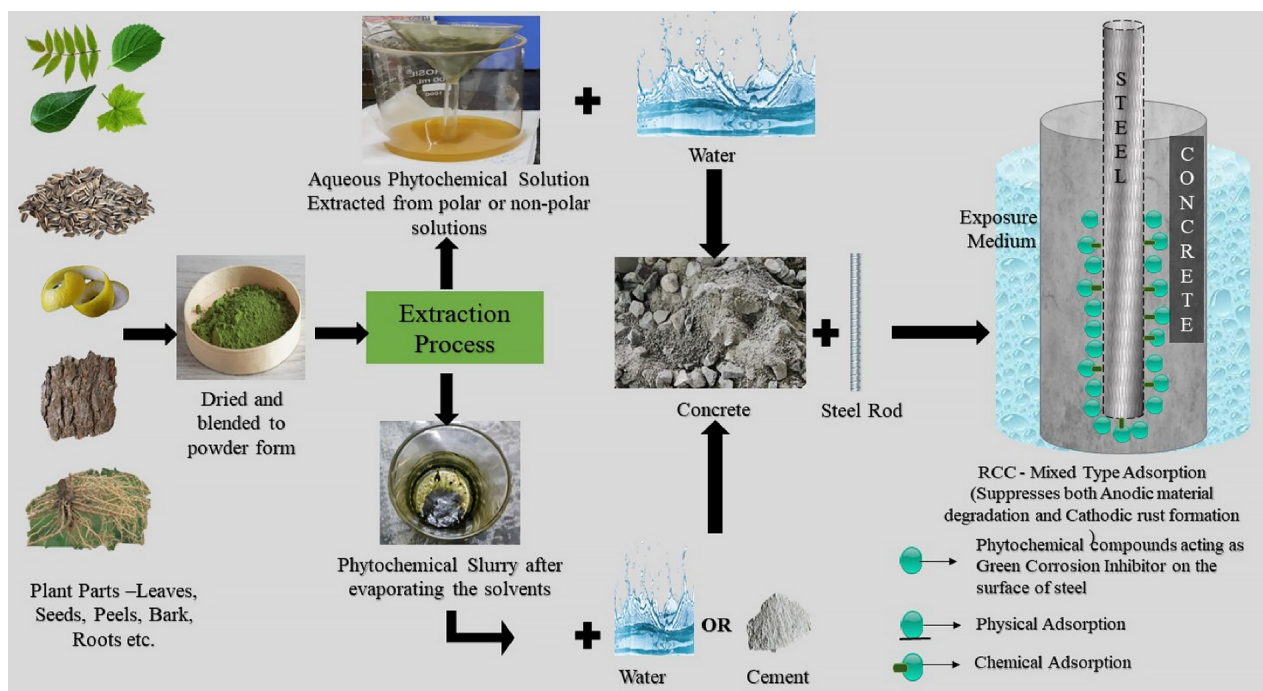 Plant Parts –Leaves,
Seeds, Peels, Bark,
Roots etc.
Dried and
blended to
powder form
Extraction
Process
Aqueous Phytochemical Solution
Extracted from polar or non-polar
solutions
Water
Phytochemical Slurry after
evaporating the solvents
Water
OR
Cement
Concrete
Steel Rod
Exposure
Medium
STEEL
CONCRETE
RCC - Mixed Type Adsorption
(Suppresses both Anodic material
degradation and Cathodic rust formation
)
Phytochemical compounds acting as
Green Corrosion Inhibitor on the
surface of steel
Physical Adsorption
Chemical Adsorption